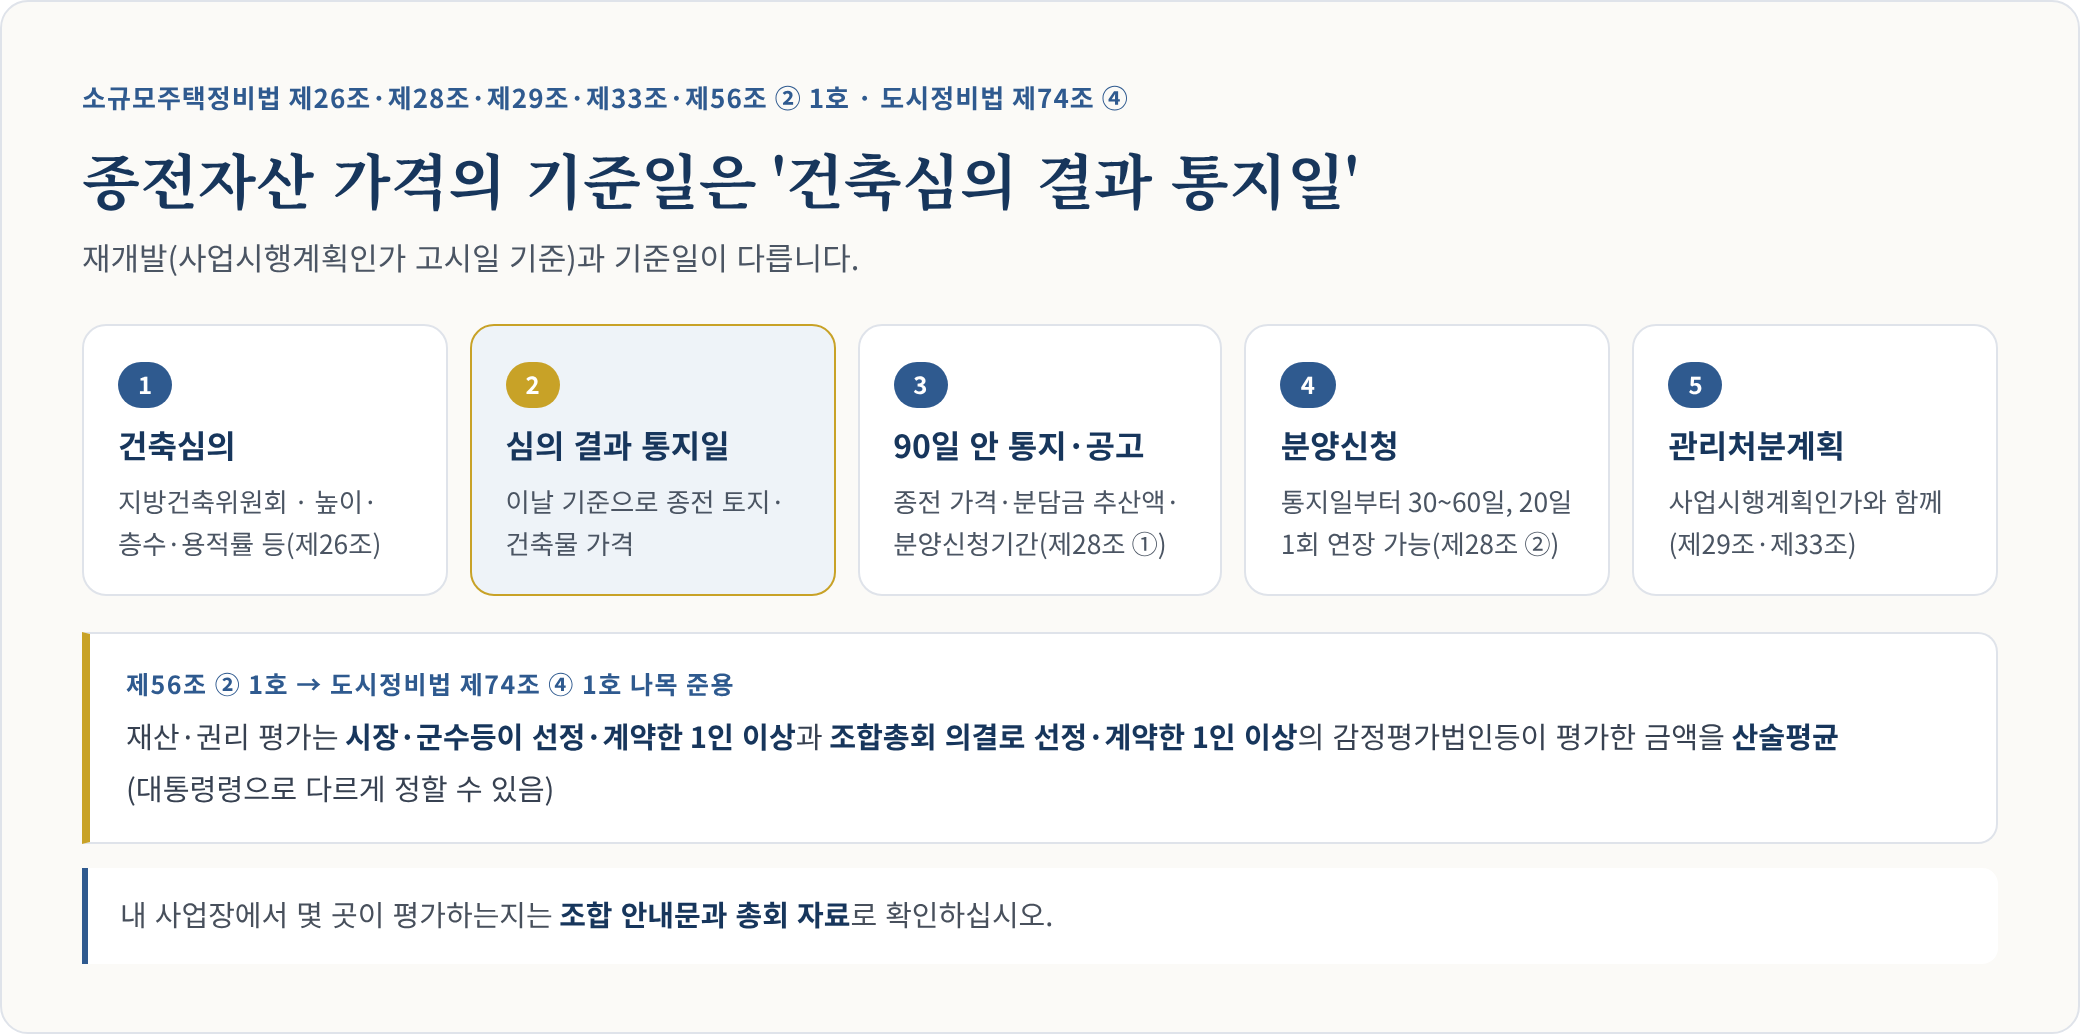 소규모주택정비법 제26조·제28조·제29조·제33조·제56조 ② 1호 · 도시정비법 제74조 ④
종전자산 가격의 기준일은 '건축심의 결과 통지일'
재개발(사업시행계획인가 고시일 기준)과 기준일이 다릅니다.
1
건축심의
지방건축위원회 · 높이·
층수·용적률 등(제26조)
2
심의 결과 통지일
이날 기준으로 종전 토지·
건축물 가격
3
90일 안 통지·공고
종전 가격·분담금 추산액·
분양신청기간(제28조 ①)
4
분양신청
통지일부터 30~60일, 20일
1회 연장 가능(제28조 ②)
5
관리처분계획
사업시행계획인가와 함께
(제29조·제33조)
제56조 ② 1호 → 도시정비법 제74조 ④ 1호 나목 준용
재산·권리 평가는 시장·군수등이 선정·계약한 1인 이상과 조합총회 의결로 선정·계약한 1인 이상의 감정평가법인등이 평가한 금액을 산술평균
(대통령령으로 다르게 정할 수 있음)
내 사업장에서 몇 곳이 평가하는지는 조합 안내문과 총회 자료로 확인하십시오.